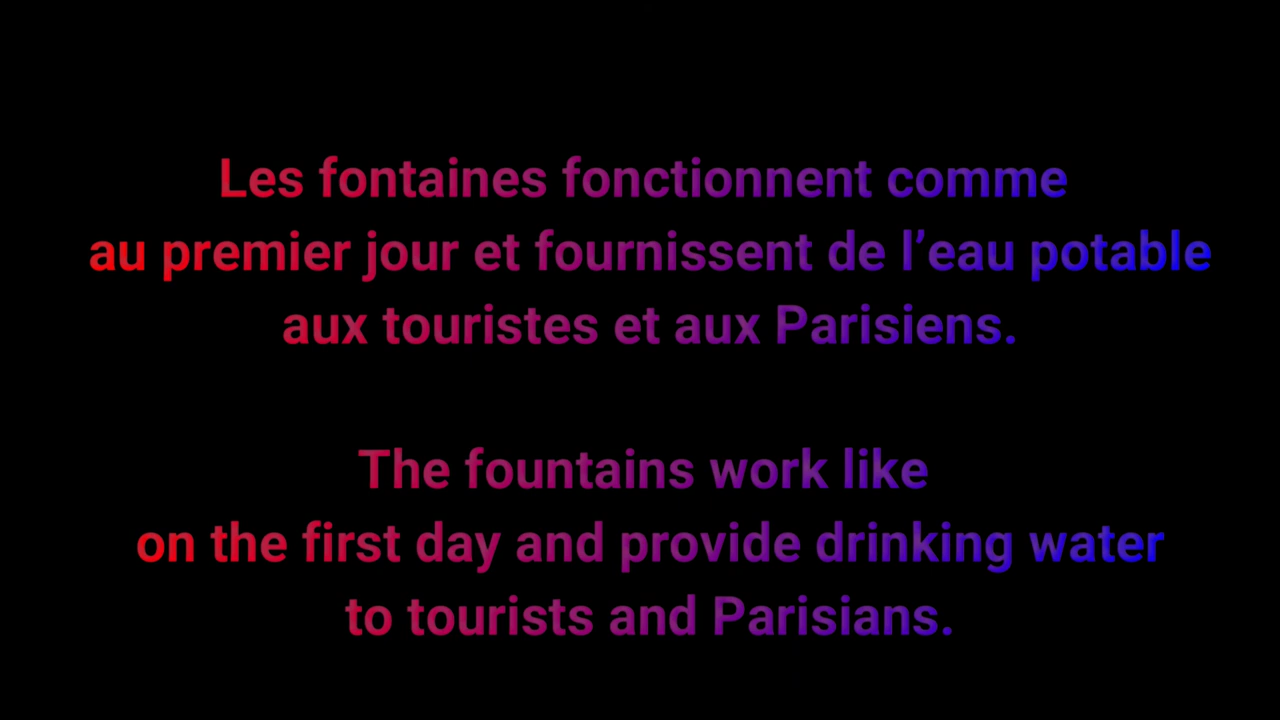 Les fontaines fonctionnent comme
au premier jour et fournissent de l’eau potable
aux touristes et aux Parisiens.
The fountains work like
on the first day and provide drinking water
to tourists and Parisians.